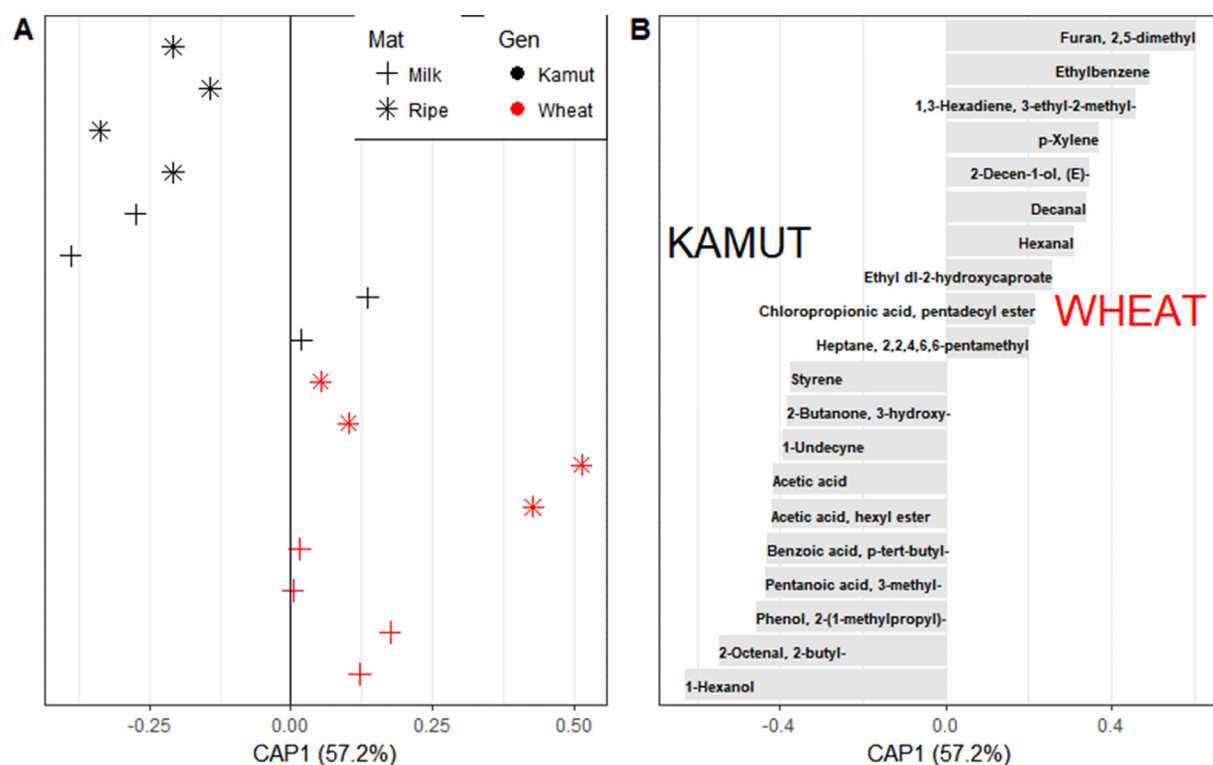 A
Mat
Gen
Milk
Kamut
Ripe
Wheat
-0.25
0.00
0.25
0.50
CAP1 (57.2%)
B
Furan, 2,5-dimethyl
Ethylbenzene
1,3-Hexadiene, 3-ethyl-2-methyl-
p-Xylene
2-Decen-1-ol, (E)-
Decanal
KAMUT
Hexanal
Ethyl dl-2-hydroxycaproate
Chloropropionic acid, pentadecyl ester
WHEAT
Heptane, 2,2,4,6,6-pentamethyl
Styrene
2-Butanone, 3-hydroxy-
1-Undecyne
Acetic acid
Acetic acid, hexyl ester
Benzoic acid, p-tert-butyl-
Pentanoic acid, 3-methyl-
Phenol, 2-(1-methylpropyl)-
2-Octenal, 2-butyl-
1-Hexanol
-0.4
0.0
0.4
CAP1 (57.2%)